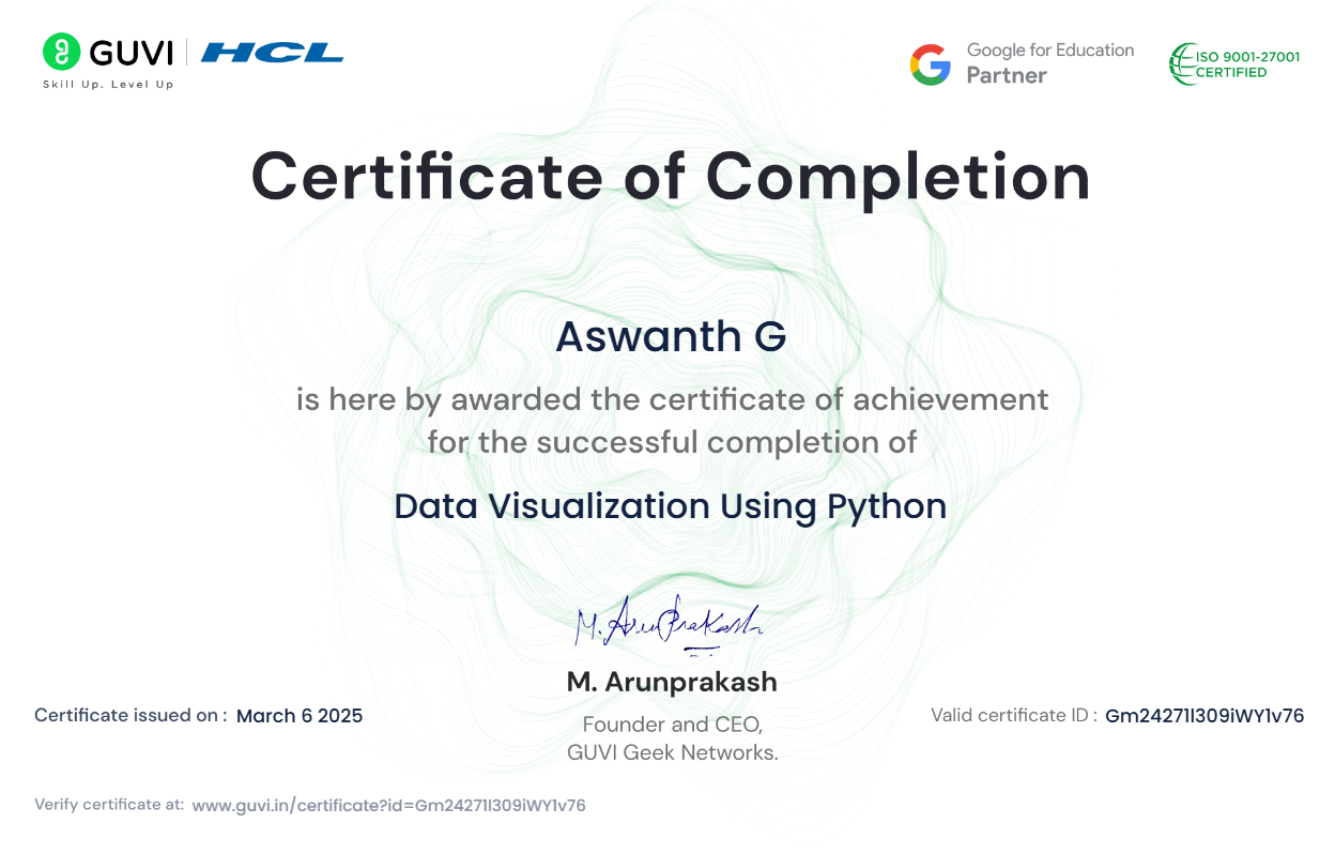 GUVI HCL
Skill Up. Level Up
Google for Education
Partner
ISO 9001-27001
CERTIFIED
Certificate of Completion
Aswanth G
is here by awarded the certificate of achievement
for the successful completion of
Data Visualization Using Python
M. ArunPrakash
M. Arunprakash
Founder and CEO,
GUVI Geek Networks.
Certificate issued on : March 6 2025
Valid certificate ID : Gm24271l309iWY1v76
Verify certificate at: www.guvi.in/certificate?id=Gm24271l309iWY1v76